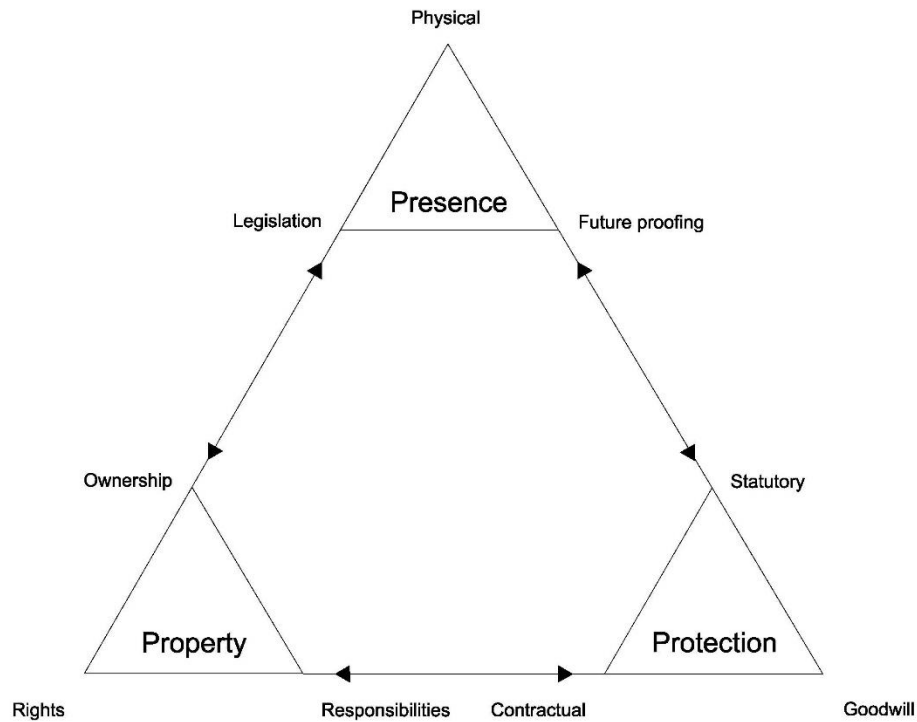 Physical
Presence
Legislation
Future proofing
Ownership
Statutory
Property
Protection
Rights
Responsibilities
Contractual
Goodwill